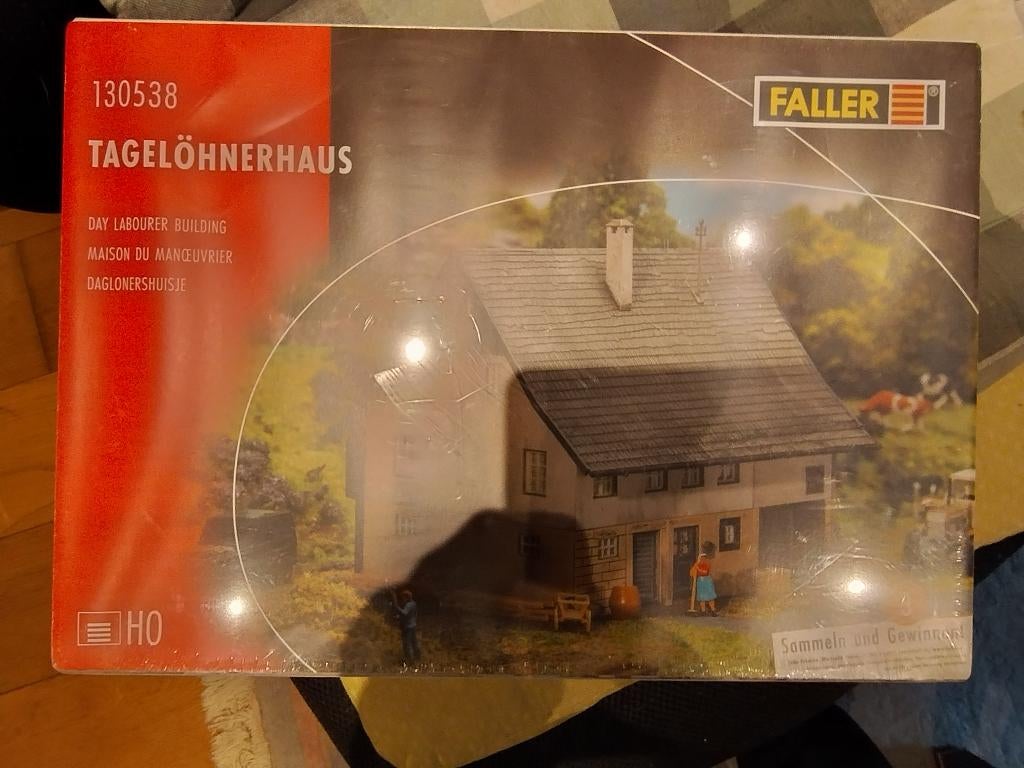 130538
FALLER ®
TAGELÖHNERHAUS
DAY LABOURER BUILDING
MAISON DU MANŒUVRIER
DAGLONERSHUISJE
HO
Sammeln und Gewinnen!